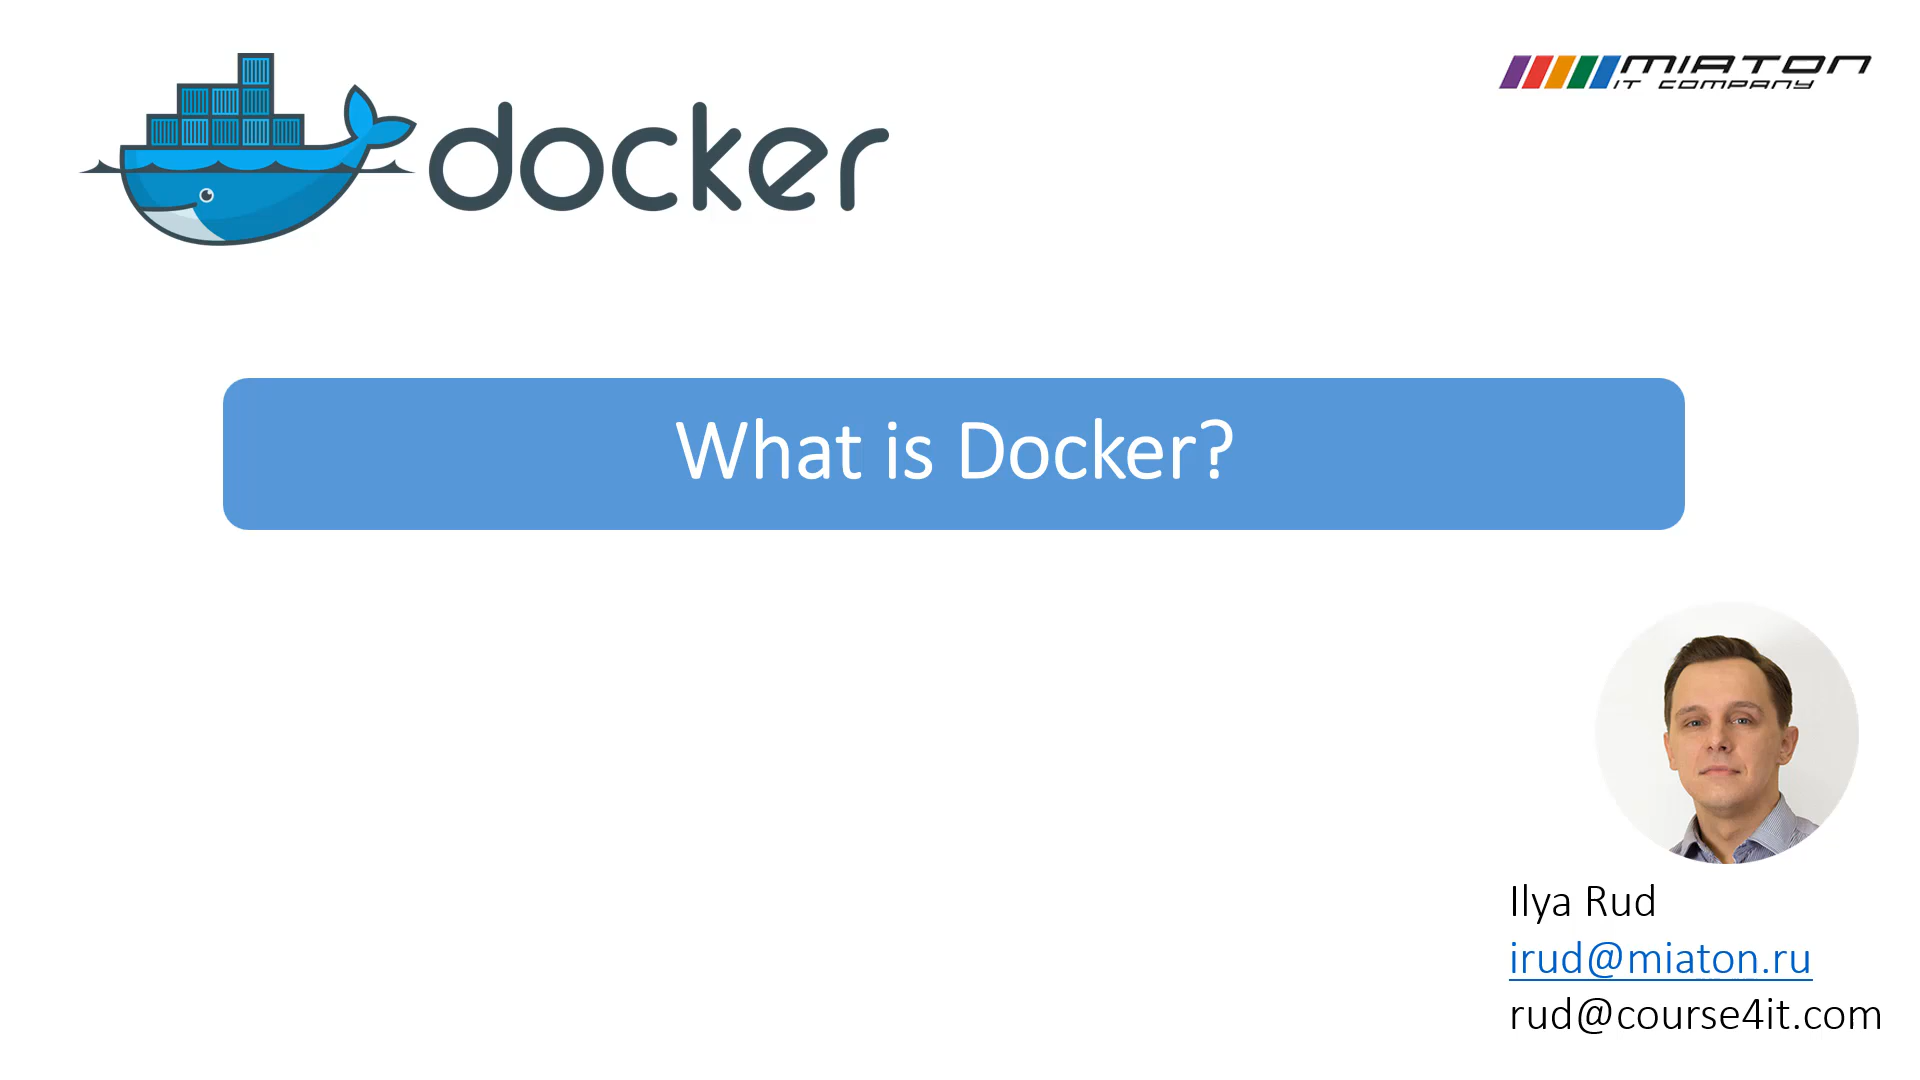 docker
MIATON
IT COMPANY
What is Docker?
Ilya Rud
irud@miaton.ru
rud@course4it.com